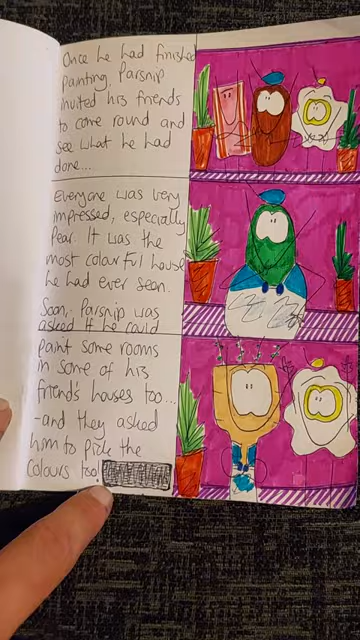 Once he had finished
painting, Parsnip
invited his friends
to come round and
see what he had
done...
Everyone was very
impressed, especially
Pear. It was the
most colourful house
he had ever seen.
Soon, Parsnip was
asked if he could
paint some rooms
in some of his
friend's houses too...
-and they asked
him to pick the
colours too!